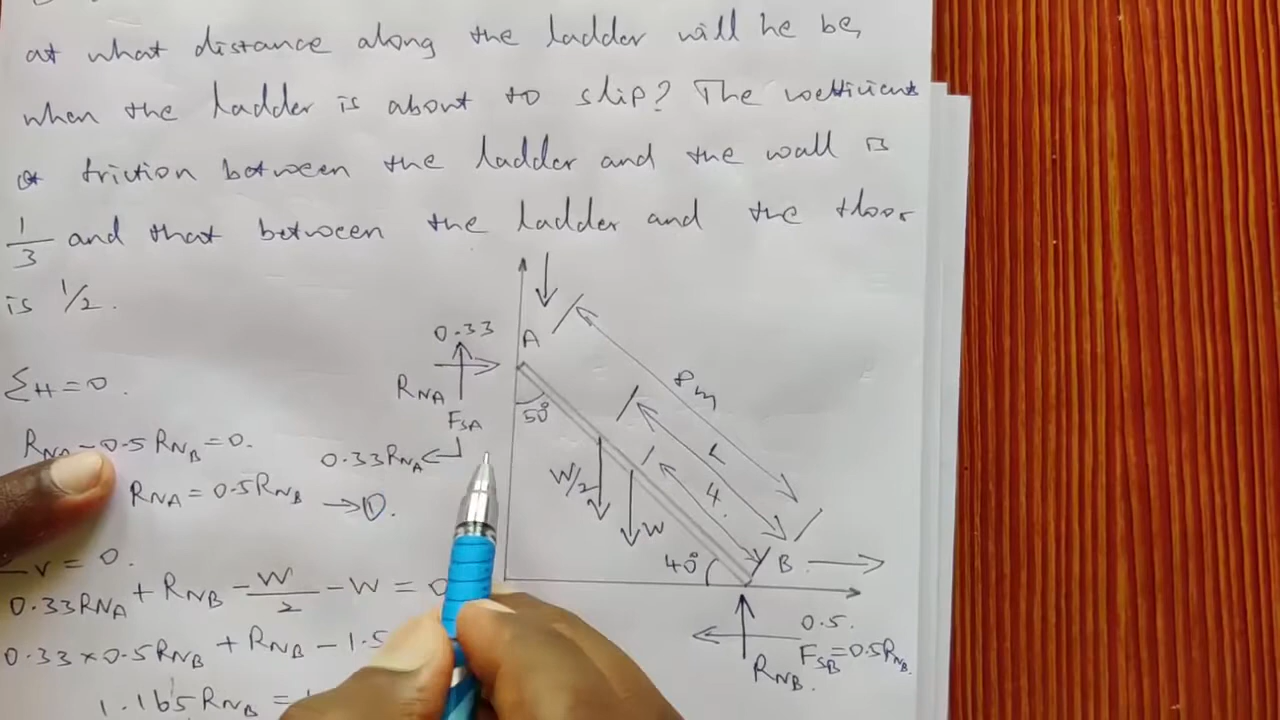 at what distance along the ladder will he be,
when the ladder is about to slip? The coefficient
of friction between the ladder and the wall is
1/3 and that between the ladder and the floor
is 1/2.
ΣH=0.
RNA-0.5RNB=0.
RNA=0.5RNB →①.
V=0.
0.33RNA+RNB-W/2-W=0
0.33×0.5RNB+RNB-1.5
1.165RNB=
0.33
A
RNA
FSA
0.33RNA
50°
8m
L
4.
W/2
W
40°
B
0.5.
FSB=0.5RNB.
RNB.